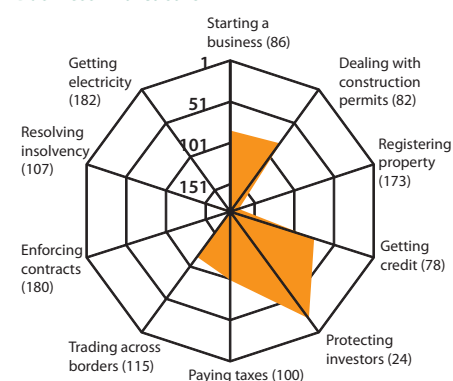 Starting a
business (86)
Dealing with
construction
permits (82)
Registering
property
(173)
Getting
credit (78)
Protecting
investors (24)
Paying taxes (100)
Trading across
borders (115)
Enforcing
contracts
(180)
Resolving
insolvency
(107)
Getting
electricity
(182)
1
51
101
151